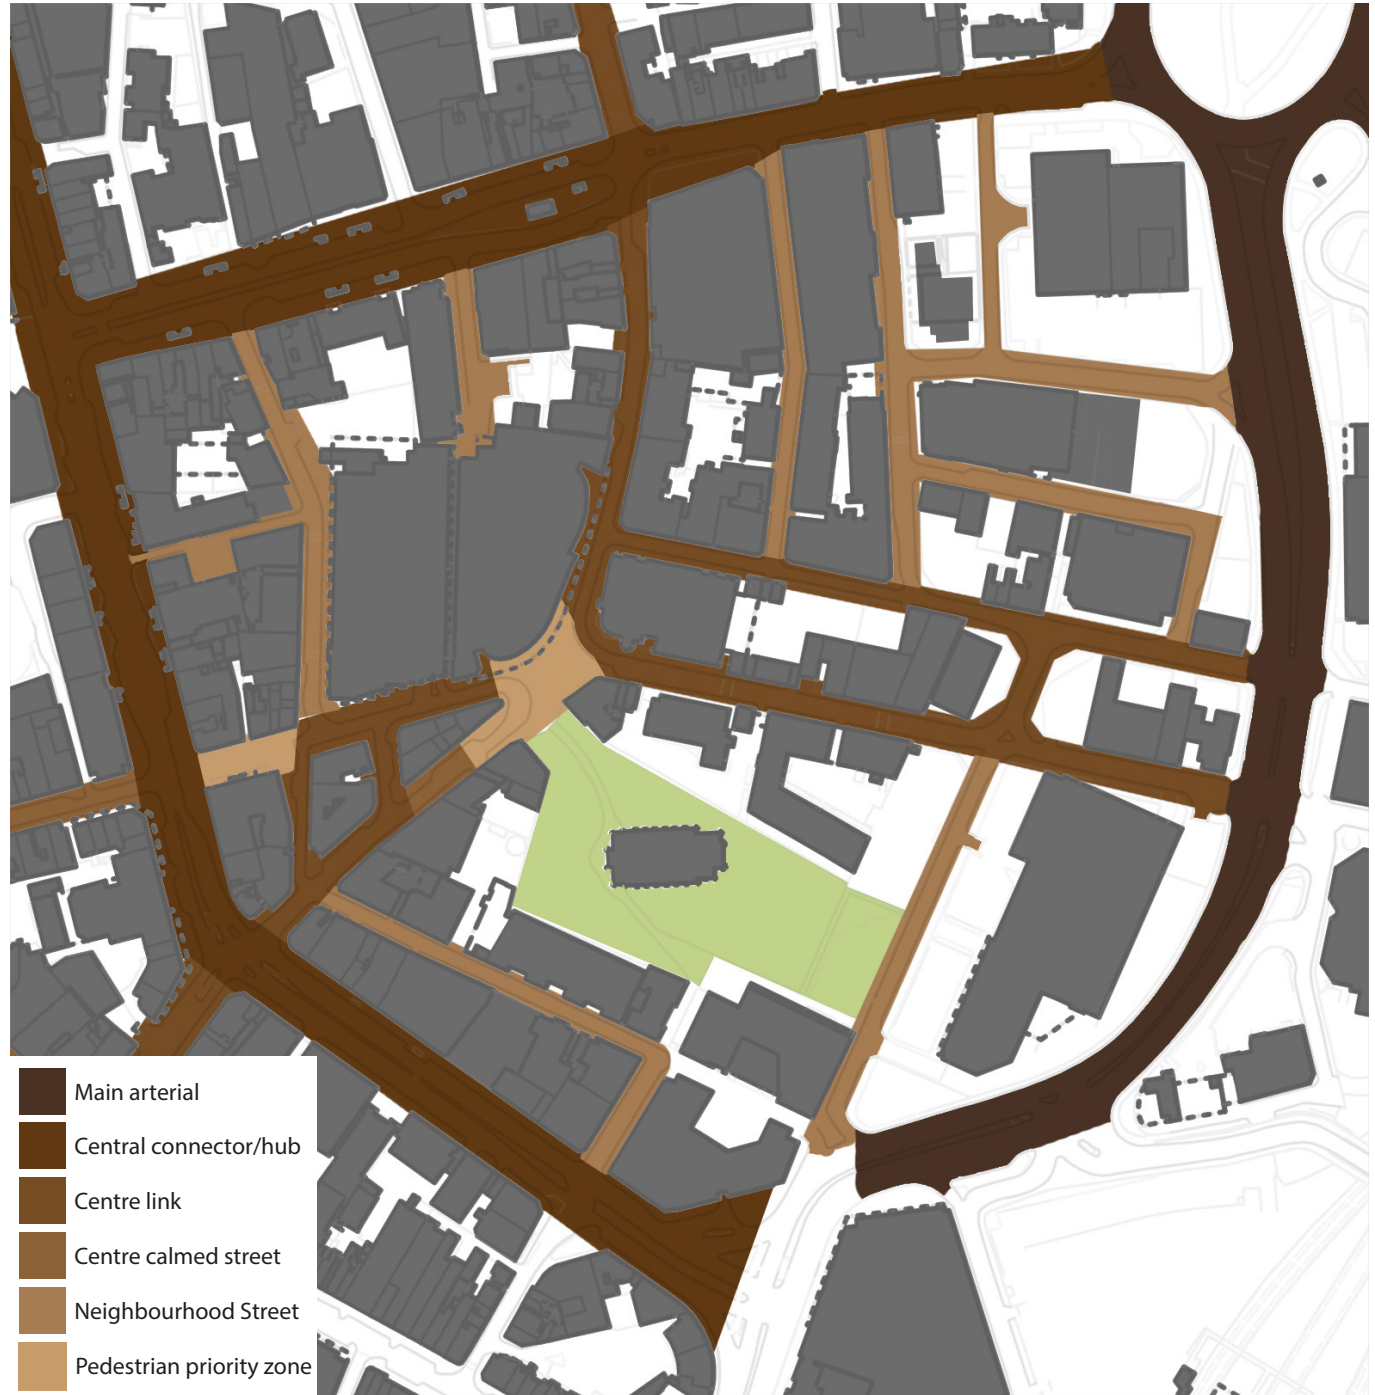 Main arterial
Central connector/hub
Centre link
Centre calmed street
Neighbourhood Street
Pedestrian priority zone